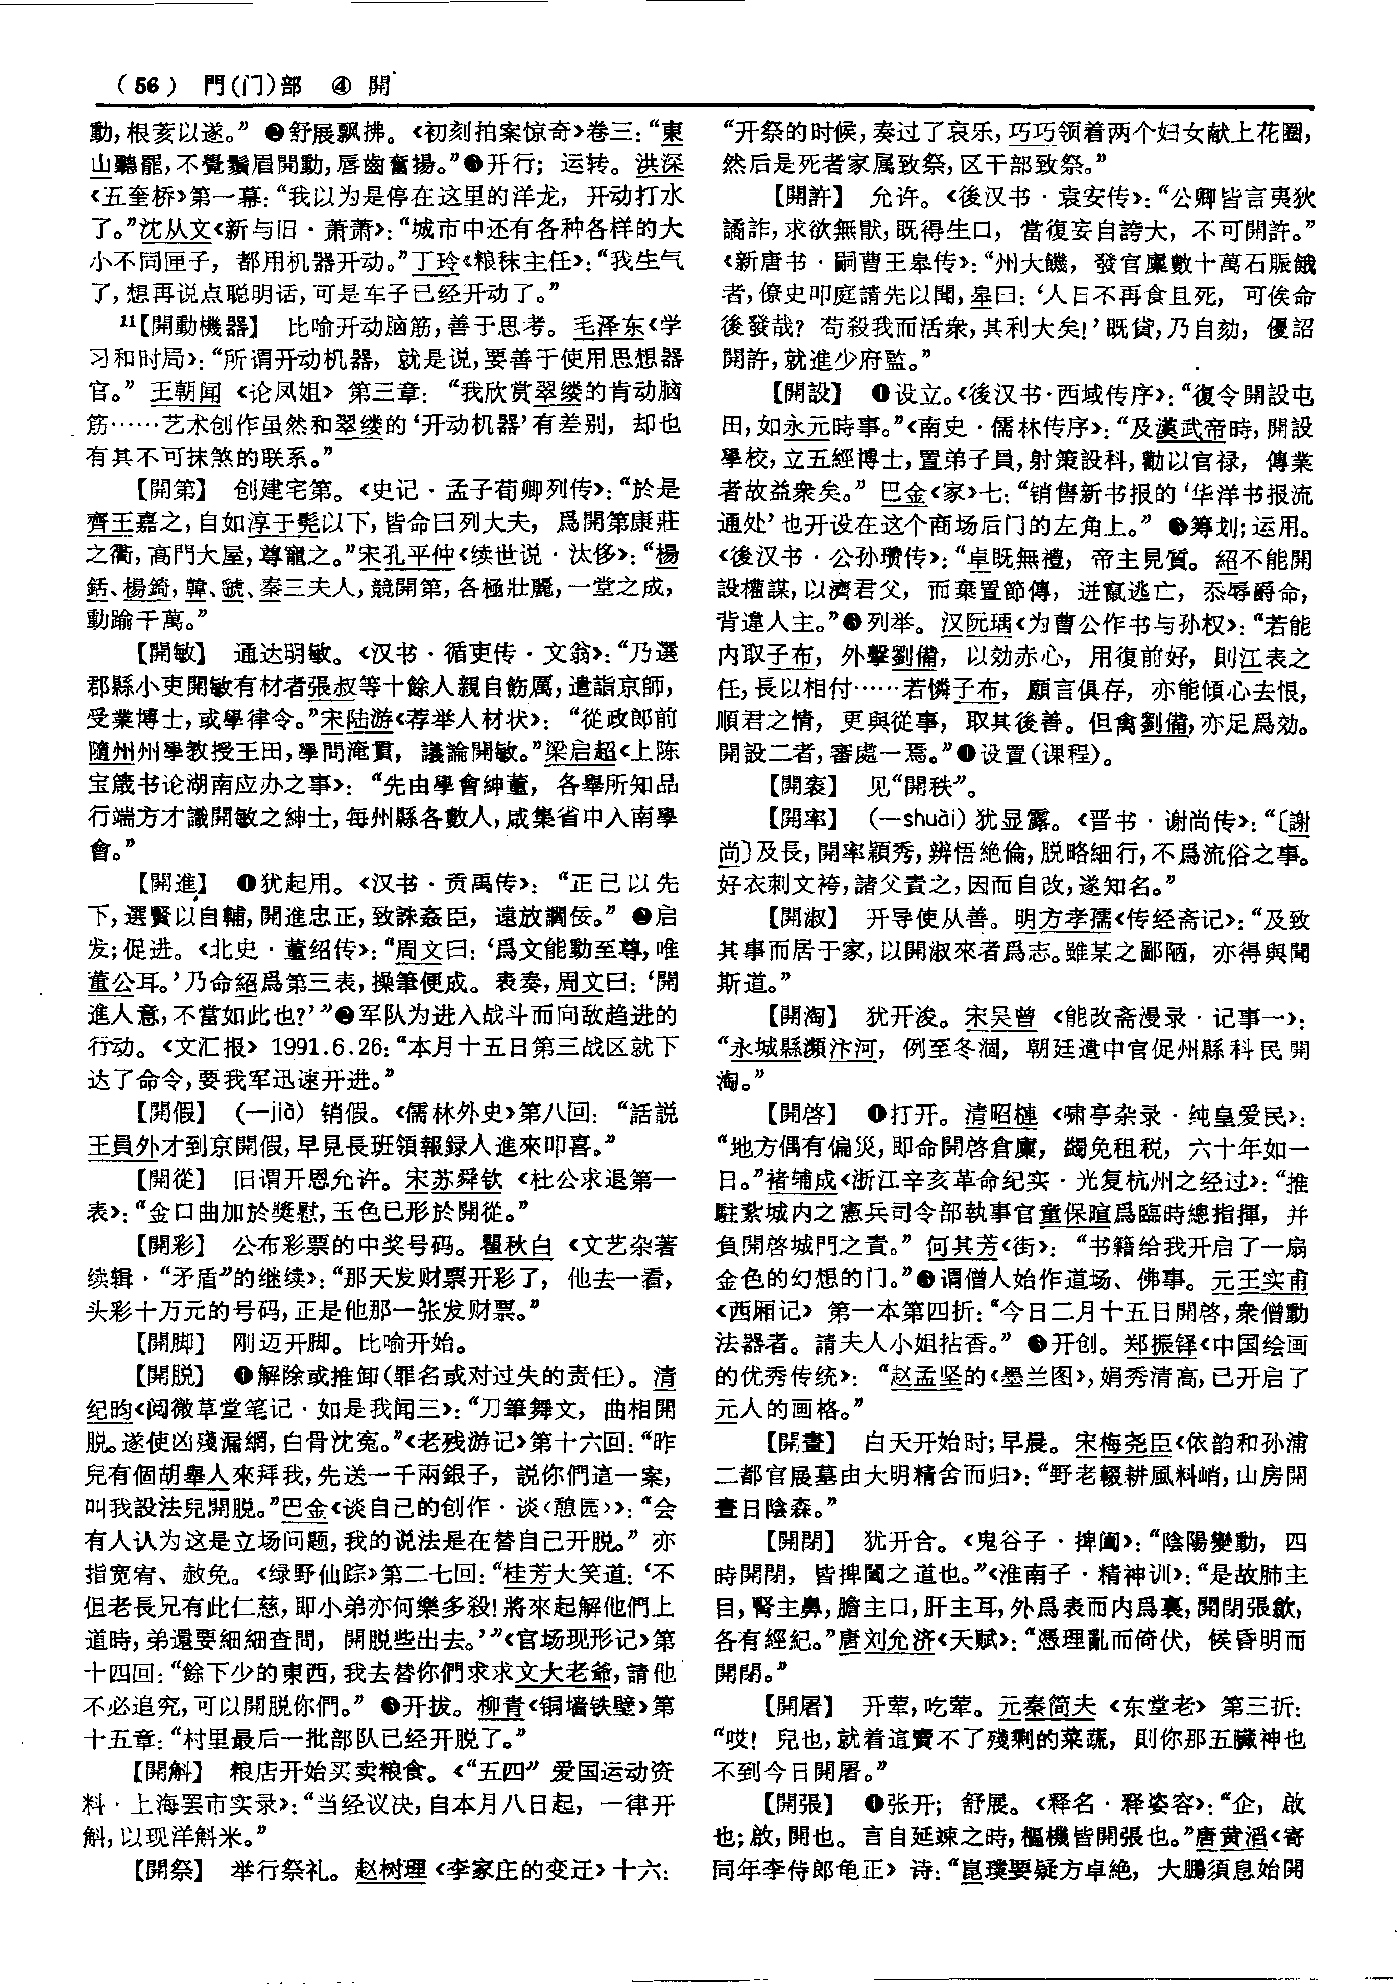 （56） 門(门)部 ④ 開
動,根荄以遂。” ❷舒展飘拂。《初刻拍案惊奇》卷三：“東
山聽罷,不覺鬚眉開動,唇齒奮揚。”❸开行；运转。洪深
《五奎桥》第一幕：“我以为是停在这里的洋龙，开动打水
了。”沈从文《新与旧·萧萧》：“城市中还有各种各样的大
小不同匣子，都用机器开动。”丁玲《粮秣主任》：“我生气
了,想再说点聪明话,可是车子已经开动了。”
11【開動機器】 比喻开动脑筋,善于思考。毛泽东《学
习和时局》：“所谓开动机器，就是说,要善于使用思想器
官。” 王朝闻《论凤姐》第三章：“我欣赏翠缕的肯动脑
筋……艺术创作虽然和翠缕的‘开动机器’有差别，却也
有其不可抹煞的联系。”
【開第】 创建宅第。《史记·孟子荀卿列传》：“於是
齊王嘉之,自如淳于髡以下,皆命曰列大夫，爲開第康莊
之衢,高門大屋,尊寵之。”宋孔平仲《续世说·汰侈》：“楊
銛、楊錡,韓、虢、秦三夫人,競開第,各極壯麗,一堂之成,
動踰千萬。”
【開敏】 通达明敏。《汉书·循吏传·文翁》：“乃選
郡縣小吏開敏有材者張叔等十餘人親自飭厲,遣詣京師,
受業博士,或學律令。”宋陆游《荐举人材状》：“從政郎前
隨州州學教授王田,學問淹貫，議論開敏。”梁启超《上陈
宝箴书论湖南应办之事》：“先由學會紳董，各舉所知品
行端方才識開敏之紳士,每州縣各數人,咸集省中入南學
會。”
【開進】 ❶犹起用。《汉书·贡禹传》：“正己以先
下,選賢以自輔,開進忠正,致誅姦臣，遠放讇佞。” ❷启
发；促进。《北史·董绍传》：“周文曰：‘爲文能動至尊,唯
董公耳。’乃命紹爲第三表,操筆便成。表奏,周文曰：‘開
進人意,不當如此也？’”❷军队为进入战斗而向敌趋进的
行动。《文汇报》1991.6.26：“本月十五日第三战区就下
达了命令,要我军迅速开进。”
【開假】 (—jià) 销假。《儒林外史》第八回：“話説
王員外才到京開假,早見長班領報録人進來叩喜。”
【開從】 旧谓开恩允许。宋苏舜钦《杜公求退第一
表》：“金口曲加於獎慰,玉色已形於開從。”
【開彩】 公布彩票的中奖号码。瞿秋白《文艺杂著
续辑·“矛盾”的继续》：“那天发财票开彩了，他去一看，
头彩十万元的号码,正是他那一张发财票。”
【開脚】 刚迈开脚。比喻开始。
【開脱】 ❶解除或推卸(罪名或对过失的责任)。清
纪昀《阅微草堂笔记·如是我闻三》：“刀筆舞文，曲相開
脱。遂使凶殘漏網,白骨沈寃。”《老残游记》第十六回：“昨
兒有個胡舉人來拜我,先送一千兩銀子，説你們這一案，
叫我設法兒開脱。”巴金《谈自己的创作·谈〈憩园〉》：“会
有人认为这是立场问题,我的说法是在替自己开脱。” 亦
指宽宥、赦免。《绿野仙踪》第二七回：“桂芳大笑道：‘不
但老長兄有此仁慈,即小弟亦何樂多殺！將來起解他們上
道時,弟還要細細查問，開脱些出去。’”《官场现形记》第
十四回：“餘下少的東西,我去替你們求求文大老爺,請他
不必追究,可以開脱你們。” ❸开拔。柳青《铜墙铁壁》第
十五章：“村里最后一批部队已经开脱了。”
【開斛】 粮店开始买卖粮食。《“五四”爱国运动资
料·上海罢市实录》：“当经议决,自本月八日起，一律开
斛,以现洋斛米。”
【開祭】 举行祭礼。赵树理《李家庄的变迁》十六：
“开祭的时候,奏过了哀乐,巧巧领着两个妇女献上花圈，
然后是死者家属致祭,区干部致祭。”
【開許】 允许。《後汉书·袁安传》：“公卿皆言夷狄
譎詐,求欲無猒,既得生口，當復妄自誇大，不可開許。”
《新唐书·嗣曹王皋传》：“州大饑，發官廪數十萬石賑餓
者,僚史叩庭請先以聞,皋曰：‘人日不再食且死，可俟命
後發哉？苟殺我而活衆,其利大矣！’既貸,乃自劾，優詔
開許,就進少府監。”
【開設】 ❶设立。《後汉书·西域传序》：“復令開設屯
田,如永元時事。”《南史·儒林传序》：“及漢武帝時,開設
學校,立五經博士,置弟子員,射策設科,勸以官禄，傳業
者故益衆矣。” 巴金《家》七：“销售新书报的‘华洋书报流
通处’也开设在这个商场后门的左角上。” ❷筹划；运用。
《後汉书·公孙瓒传》：“卓既無禮，帝主見質。紹不能開
設權謀,以濟君父，而棄置節傳，迸竄逃亡，忝辱爵命，
背違人主。”❸列举。汉阮瑀《为曹公作书与孙权》：“若能
内取子布，外擊劉備，以効赤心，用復前好，則江表之
任,長以相付……若憐子布，願言俱存，亦能傾心去恨，
順君之情，更與從事，取其後善。但禽劉備,亦足爲効。
開設二者,審處一焉。”❹设置(课程)。
【開袠】 见“開秩”。
【開率】 (—shuài) 犹显露。《晋书·谢尚传》：“〔謝
尚〕及長,開率穎秀,辨悟絶倫,脱略細行,不爲流俗之事。
好衣刺文袴,諸父責之,因而自改,遂知名。”
【開淑】 开导使从善。明方孝孺《传经斋记》：“及致
其事而居于家,以開淑來者爲志。雖某之鄙陋，亦得與聞
斯道。”
【開淘】 犹开浚。宋吴曾《能改斋漫录·记事一》：
“永城縣瀕汴河，例至冬涸，朝廷遣中官促州縣科民開
淘。”
【開啓】 ❶打开。清昭槤《啸亭杂录·纯皇爱民》：
“地方偶有偏災,即命開啓倉廪，蠲免租税，六十年如一
日。”褚辅成《浙江辛亥革命纪实·光复杭州之经过》：“推
駐紮城内之憲兵司令部執事官童保暄爲臨時總指揮，并
負開啓城門之責。” 何其芳《街》：“书籍给我开启了一扇
金色的幻想的门。”❷谓僧人始作道场、佛事。元王实甫
《西厢记》第一本第四折：“今日二月十五日開啓,衆僧動
法器者。請夫人小姐拈香。” ❸开创。郑振铎《中国绘画
的优秀传统》：“赵孟坚的《墨兰图》,娟秀清高,已开启了
元人的画格。”
【開晝】 白天开始时；早晨。宋梅尧臣《依韵和孙浦
二都官展墓由大明精舍而归》：“野老輟耕風料峭,山房開
晝日陰森。”
【開閉】 犹开合。《鬼谷子·捭阖》：“陰陽變動，四
時開閉，皆捭闔之道也。”《淮南子·精神训》：“是故肺主
目,腎主鼻,膽主口,肝主耳,外爲表而内爲裏,開閉張歙，
各有經紀。”唐刘允济《天赋》：“憑理亂而倚伏，候昏明而
開閉。”
【開屠】 开荤,吃荤。元秦简夫《东堂老》第三折：
“哎！兒也,就着這賣不了殘剩的菜蔬，則你那五臟神也
不到今日開屠。”
【開張】 ❶张开；舒展。《释名·释姿容》：“企，啟
也；啟,開也。言自延竦之時,樞機皆開張也。”唐黄滔《寄
同年李侍郎龟正》诗：“崑璞要疑方卓絶，大鵬須息始開